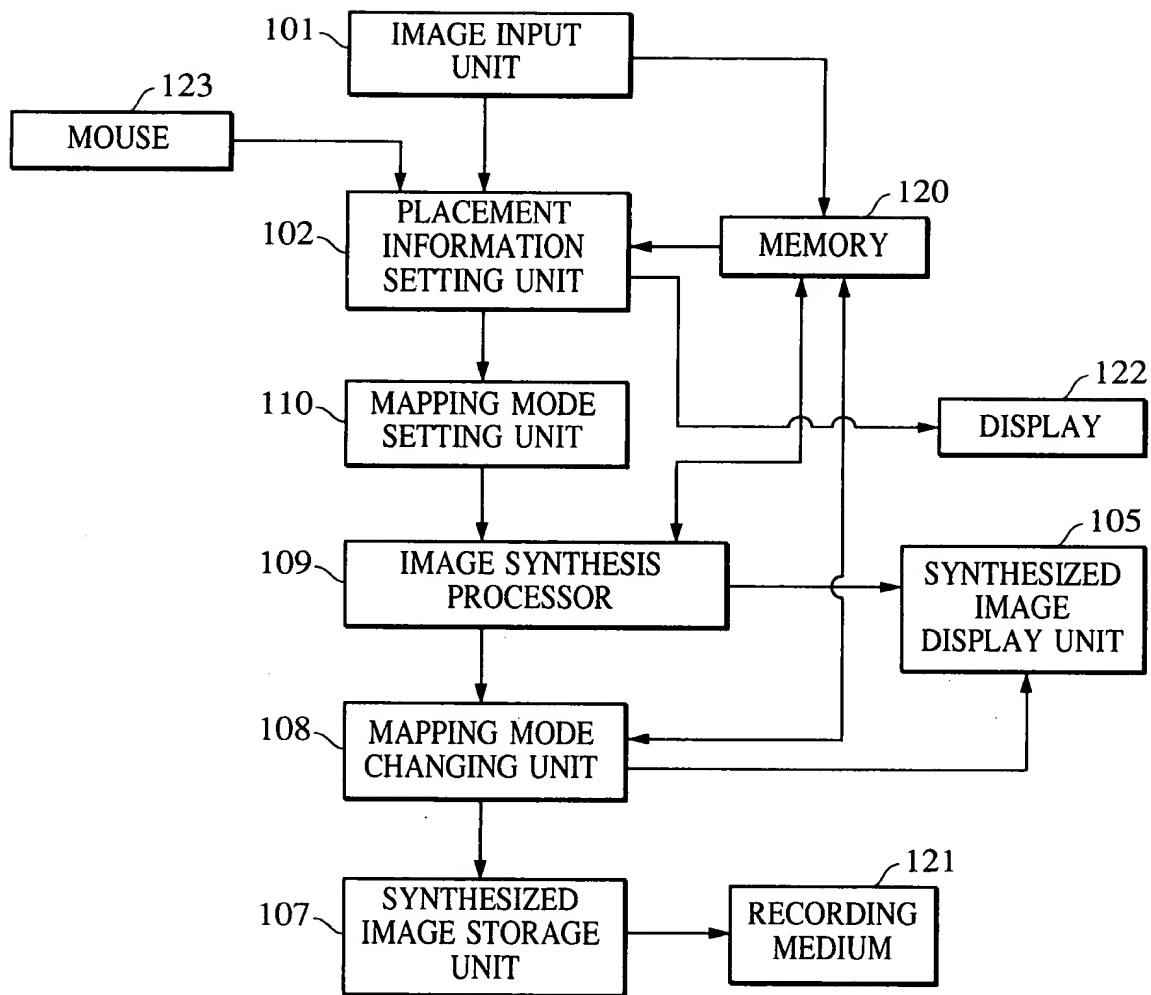 101
IMAGE INPUT
UNIT
123
MOUSE
102
PLACEMENT
INFORMATION
SETTING UNIT
120
MEMORY
110
MAPPING MODE
SETTING UNIT
122
DISPLAY
109
IMAGE SYNTHESIS
PROCESSOR
105
SYNTHESIZED
IMAGE
DISPLAY UNIT
108
MAPPING MODE
CHANGING UNIT
107
SYNTHESIZED
IMAGE STORAGE
UNIT
121
RECORDING
MEDIUM